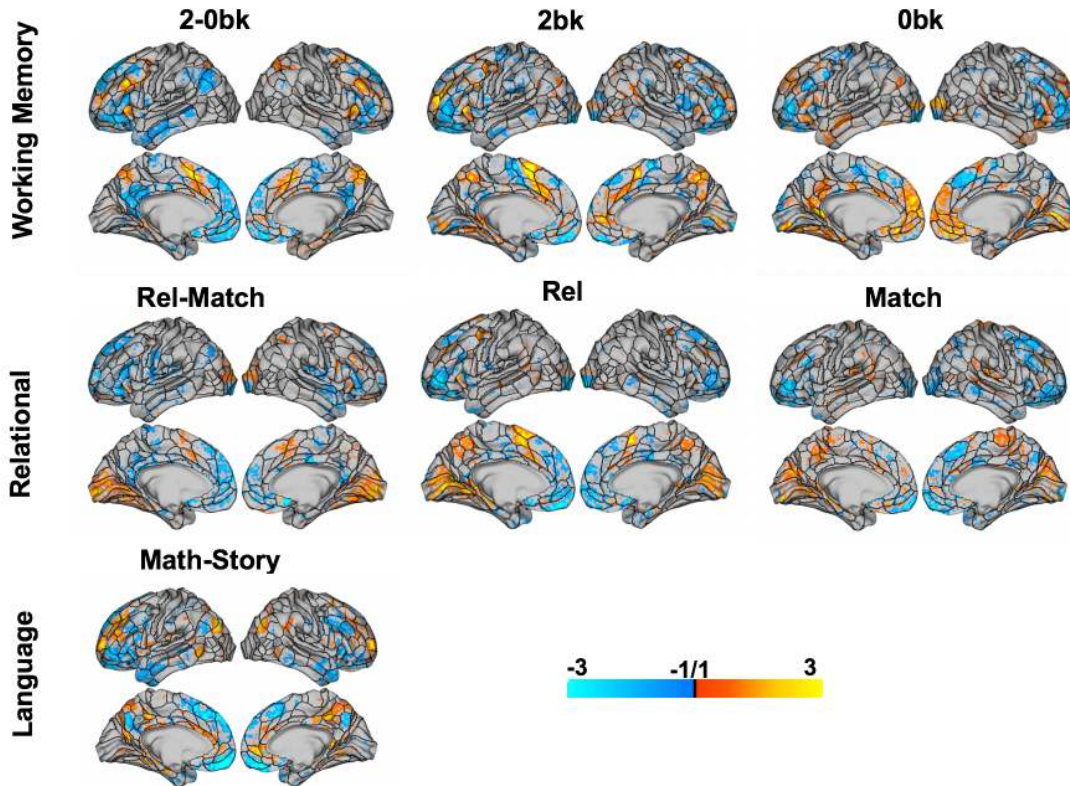 2-0bk 2bk 0bk
Working Memory
Rel-Match Rel Match
Relational
Math-Story
Language
-3 -1/1 3